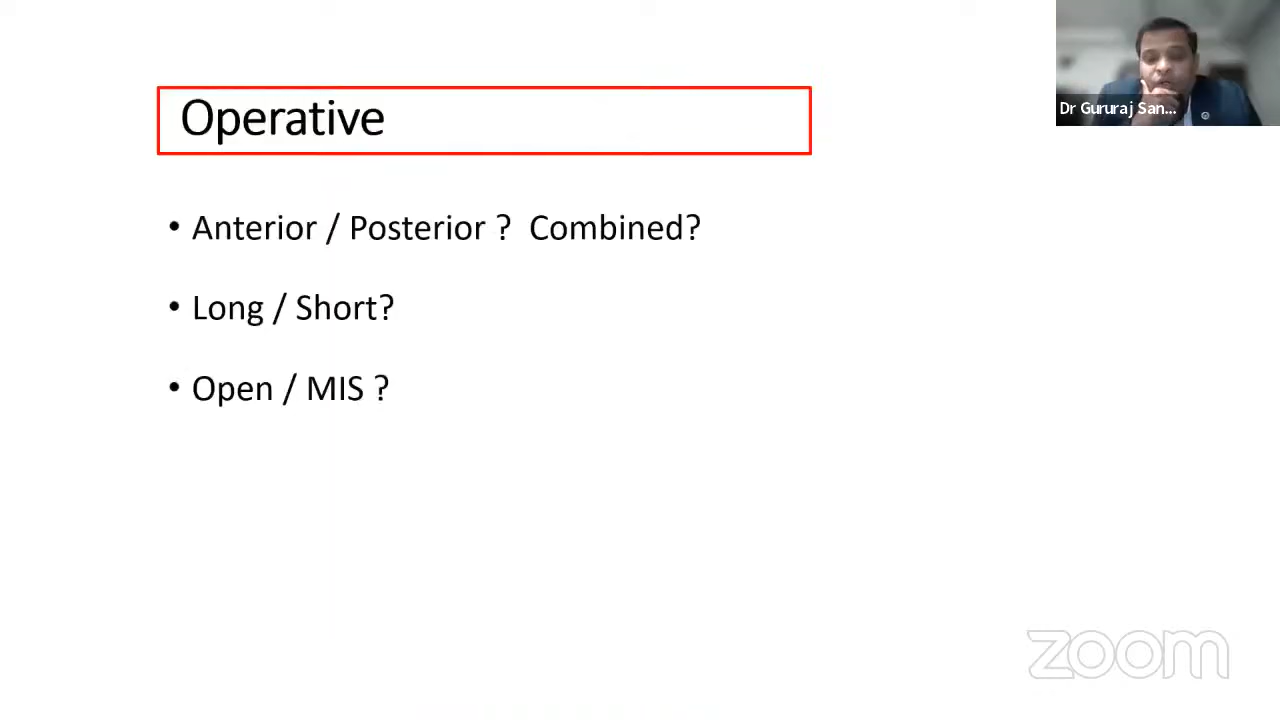 Operative
• Anterior / Posterior ?  Combined?
• Long / Short?
• Open / MIS ?
Dr Gururaj San...
zoom